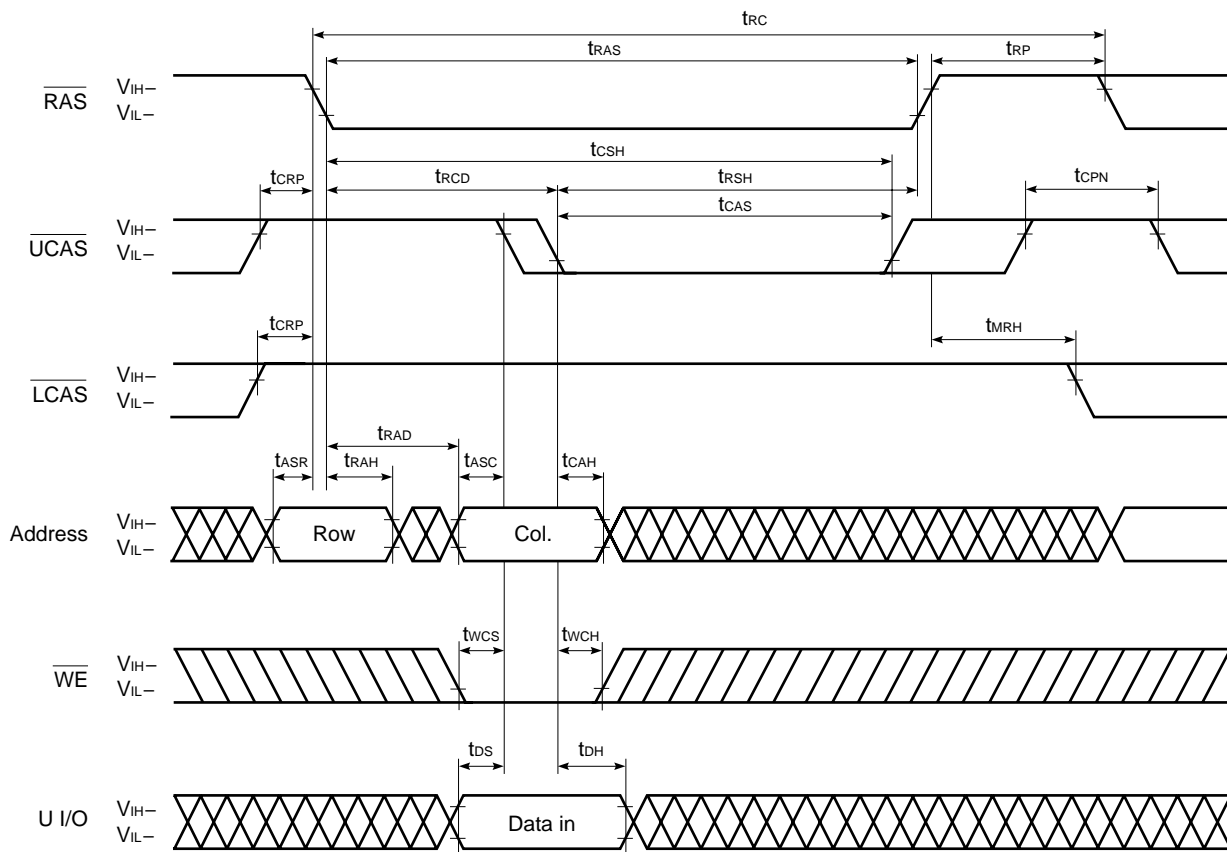 tRC
tRAS tRP
RAS VIH–
VIL–
tCSH
tCRP tRCD tRSH tCPN
tCAS
UCAS VIH–
VIL–
tCRP tMRH
LCAS VIH–
VIL–
tRAD
tASR tRAH tASC tCAH
Address VIH– Row Col.
VIL–
tWCS tWCH
WE VIH–
VIL–
tDS tDH
U I/O VIH– Data in
VIL–